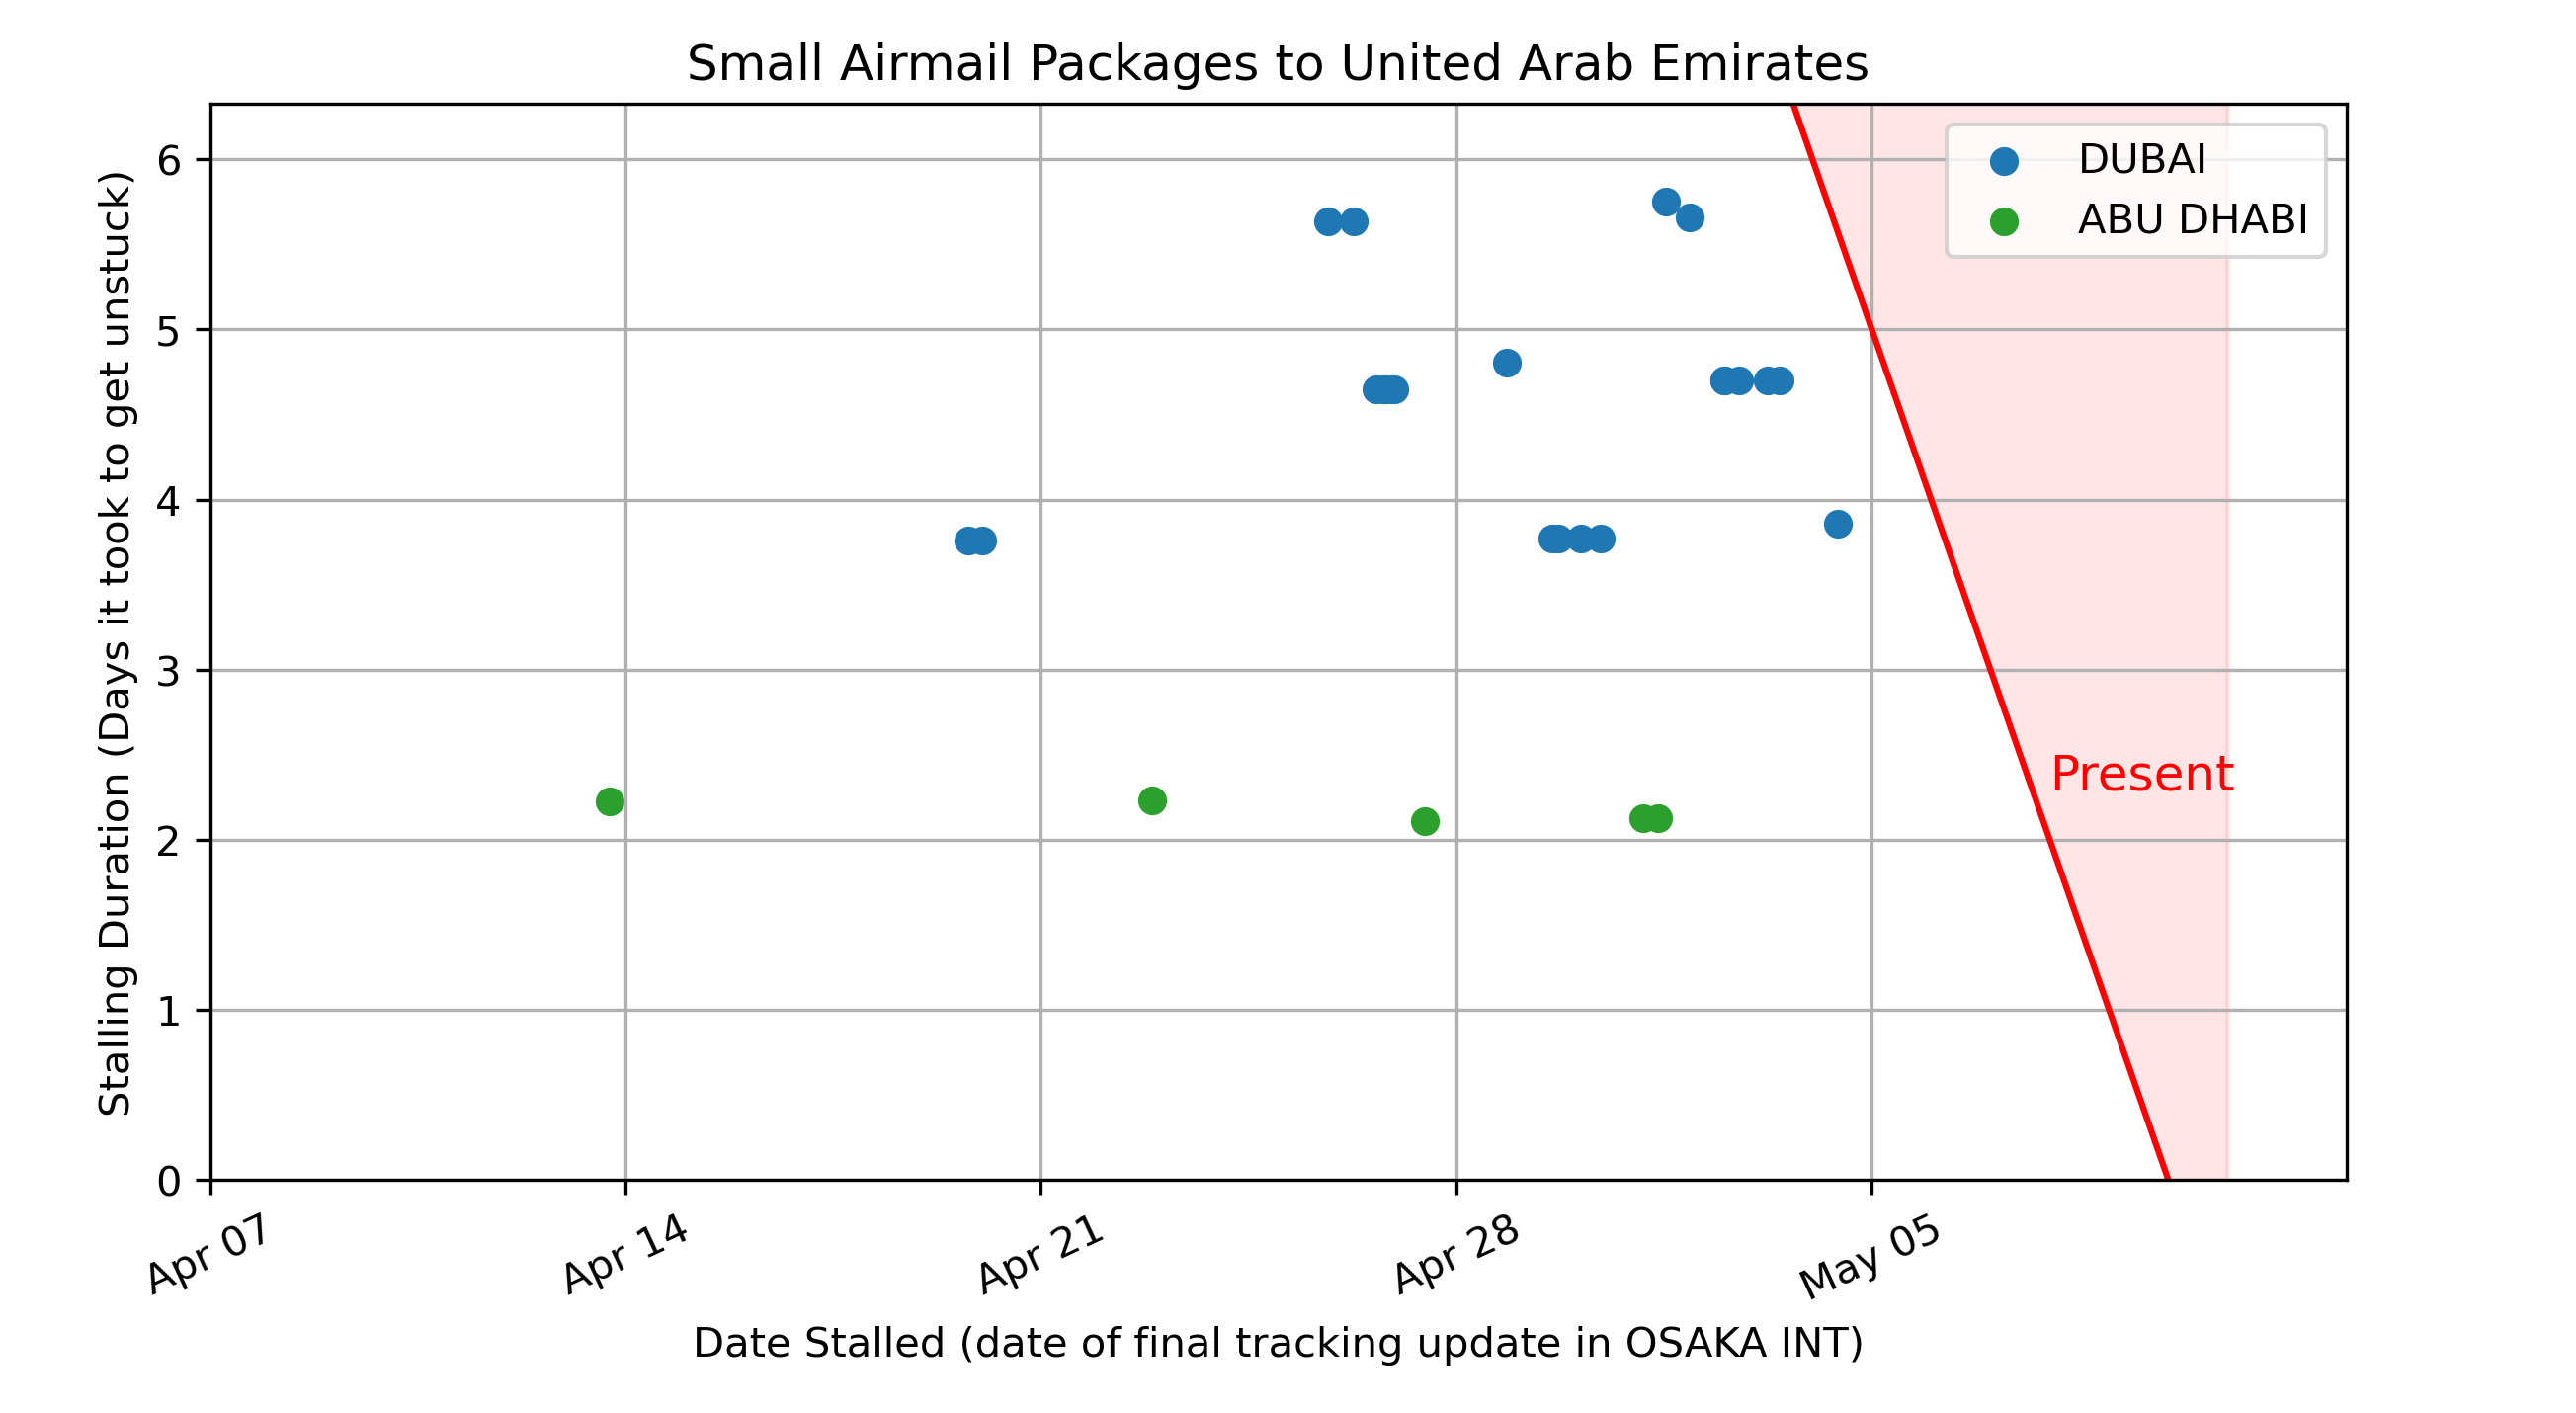 Small Airmail Packages to United Arab Emirates
Stalling Duration (Days it took to get unstuck)
6
5
4
3
2
1
0
DUBAI
ABU DHABI
Present
Apr 07
Apr 14
Apr 21
Apr 28
May 05
Date Stalled (date of final tracking update in OSAKA INT)